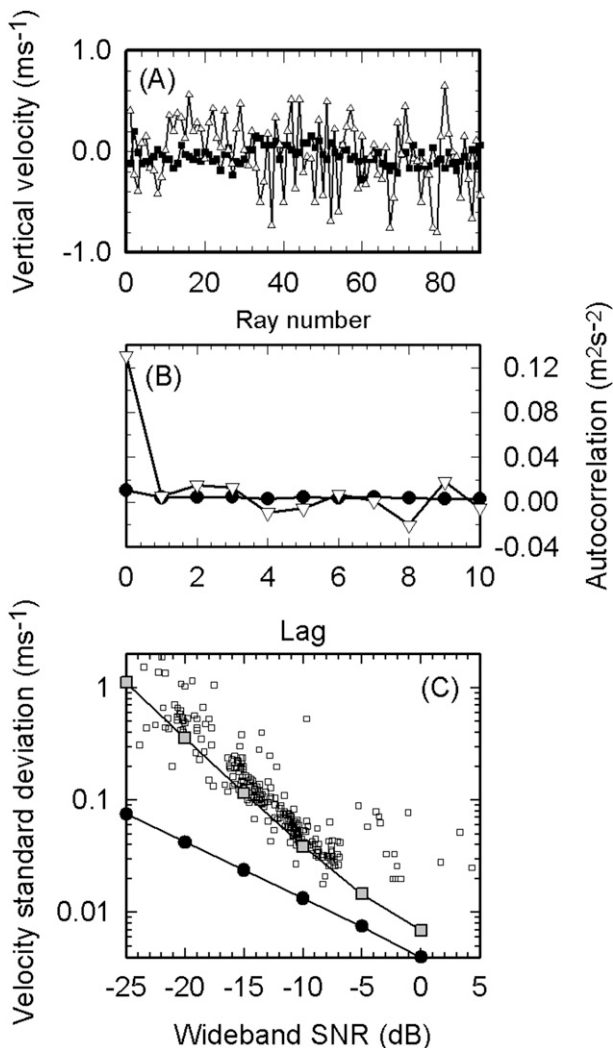 Vertical velocity (ms-1)
1.0
0.0
-1.0
(A)
0 20 40 60 80
Ray number
(B)
0.12
0.08
0.04
0.00
-0.04
Autocorrelation (m2s-2)
0 2 4 6 8 10
Lag
Velocity standard deviation (ms-1)
1
0.1
0.01
(C)
-25 -20 -15 -10 -5 0 5
Wideband SNR (dB)